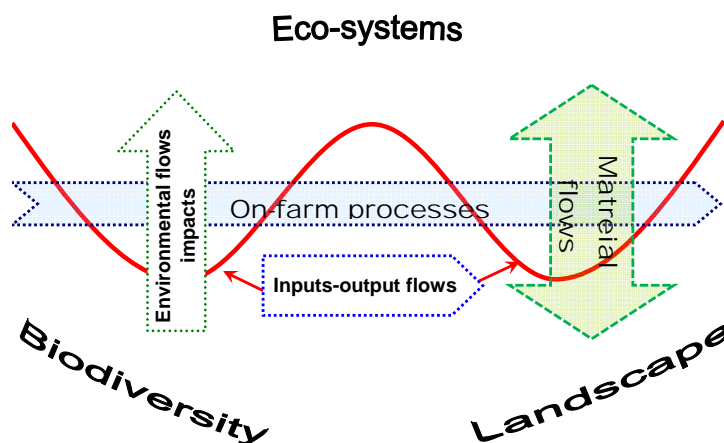 Eco-systems
Environmental flows
impacts
On-farm processes
Matreial
flows
Inputs-output flows
Biodiversity
Landscape